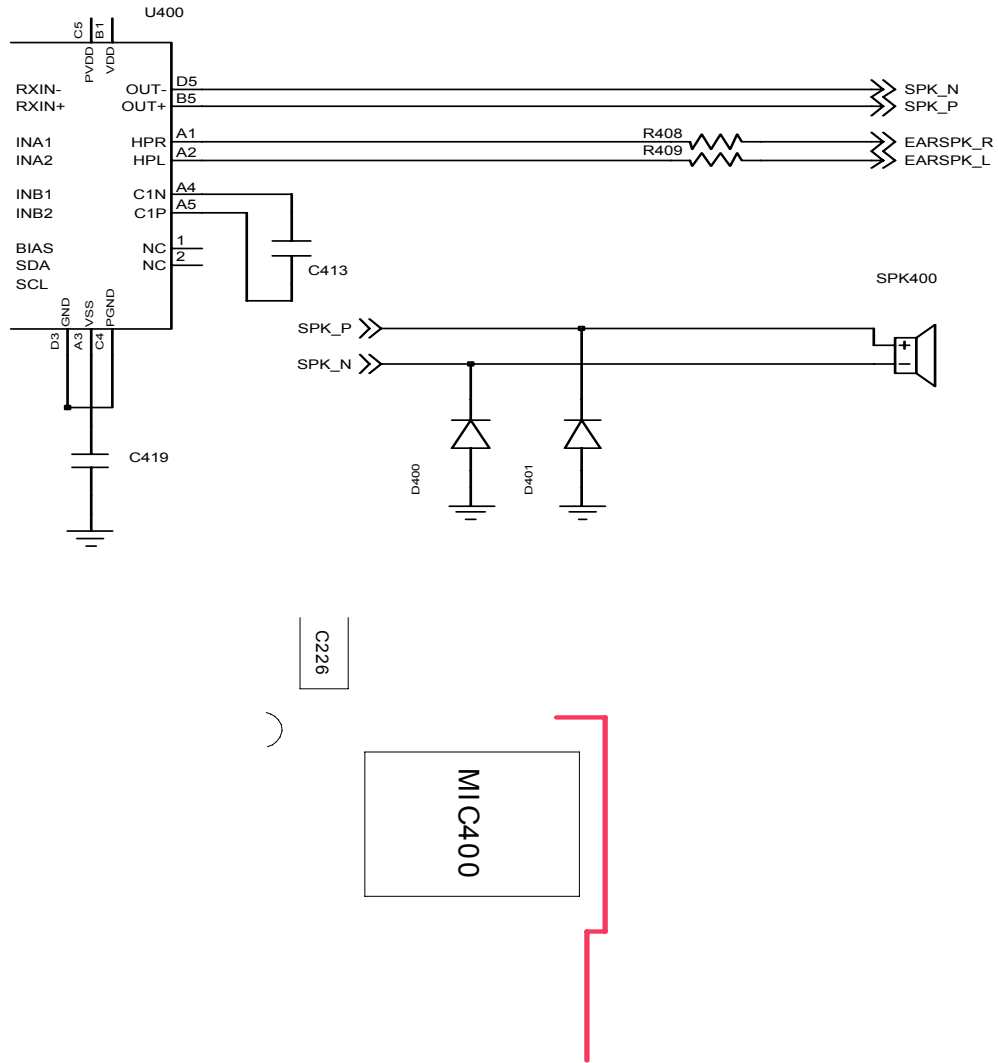 U400
C5
B1
PVDD
VDD
RXIN- OUT- D5 SPK_N
RXIN+ OUT+ B5 SPK_P
INA1 HPR A1 R408 EARSPK_R
INA2 HPL A2 R409 EARSPK_L
INB1 C1N A4
INB2 C1P A5
BIAS NC 1
SDA NC 2
SCL
C413
SPK400
GND
VSS
PGND
D3
A3
C4
SPK_P
SPK_N
+
-
C419
D400
D401
C226
MIC400